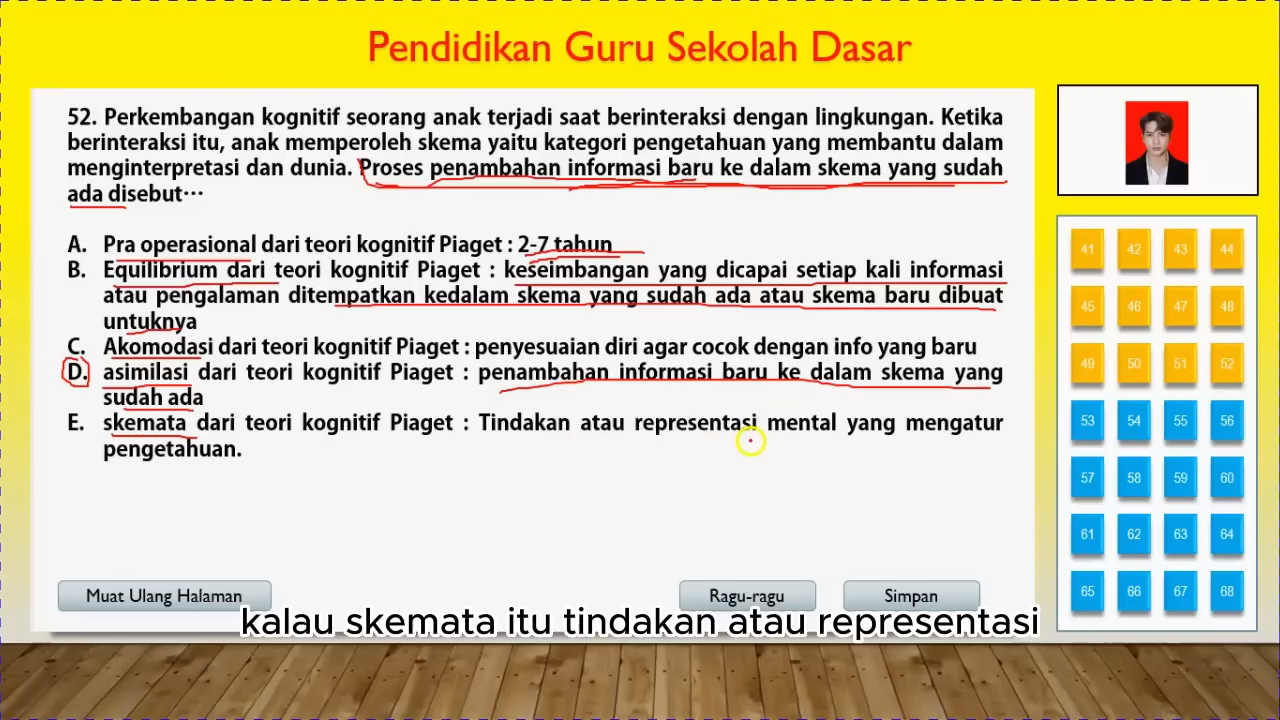 Pendidikan Guru Sekolah Dasar
52. Perkembangan kognitif seorang anak terjadi saat berinteraksi dengan lingkungan. Ketika
berinteraksi itu, anak memperoleh skema yaitu kategori pengetahuan yang membantu dalam
menginterpretasi dan dunia. Proses penambahan informasi baru ke dalam skema yang sudah
ada disebut…
A. Pra operasional dari teori kognitif Piaget : 2-7 tahun
B. Equilibrium dari teori kognitif Piaget : keseimbangan yang dicapai setiap kali informasi
atau pengalaman ditempatkan kedalam skema yang sudah ada atau skema baru dibuat
untuknya
C. Akomodasi dari teori kognitif Piaget : penyesuaian diri agar cocok dengan info yang baru
D. asimilasi dari teori kognitif Piaget : penambahan informasi baru ke dalam skema yang
sudah ada
E. skemata dari teori kognitif Piaget : Tindakan atau representasi mental yang mengatur
pengetahuan.
41 42 43 44
45 46 47 48
49 50 51 52
53 54 55 56
57 58 59 60
61 62 63 64
65 66 67 68
Muat Ulang Halaman Ragu-ragu Simpan
kalau skemata itu tindakan atau representasi